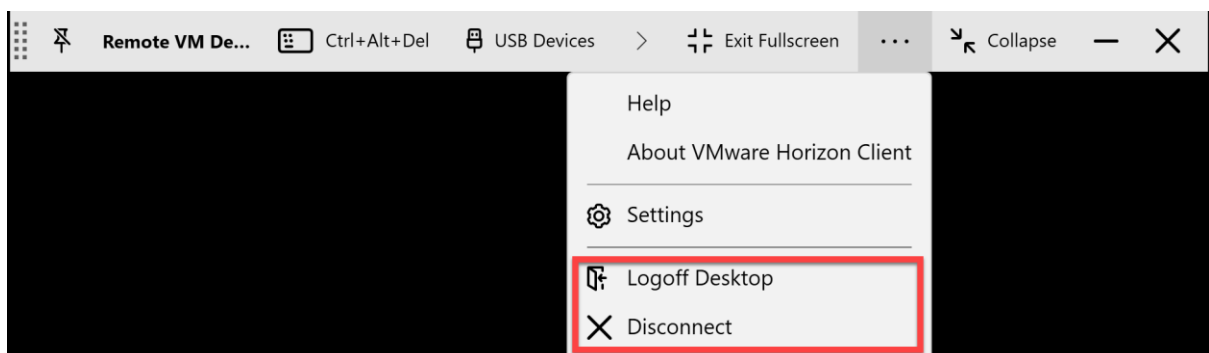 Remote VM De... Ctrl+Alt+Del USB Devices Exit Fullscreen ... Collapse
Help
About VMware Horizon Client
Settings
Logoff Desktop
Disconnect